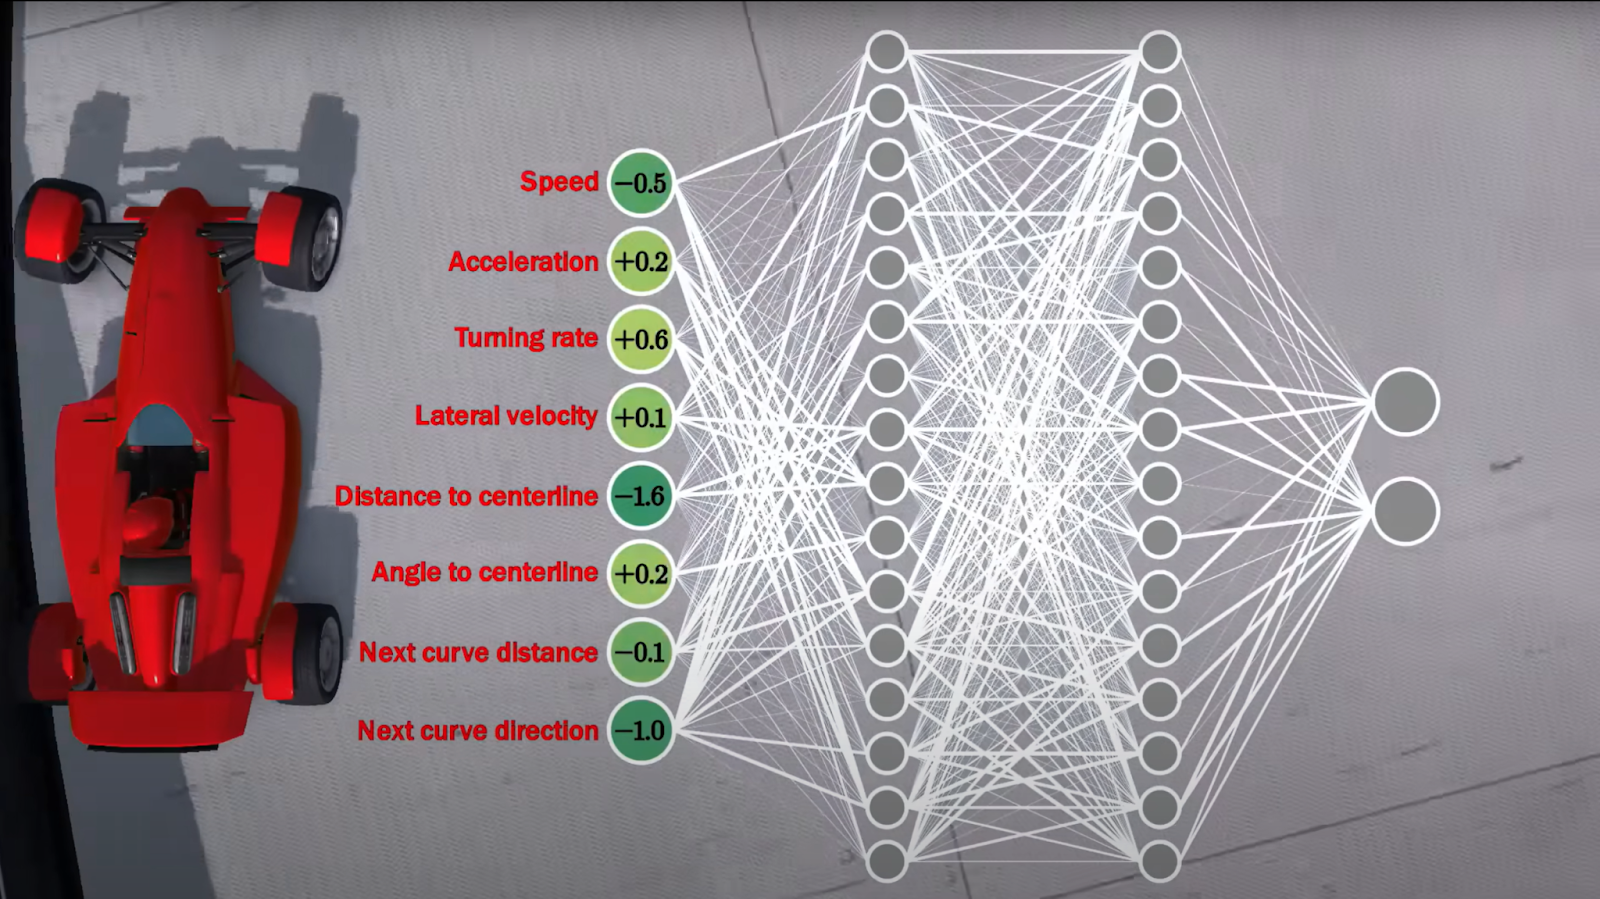 Speed −0.5
Acceleration +0.2
Turning rate +0.6
Lateral velocity +0.1
Distance to centerline −1.6
Angle to centerline +0.2
Next curve distance −0.1
Next curve direction −1.0